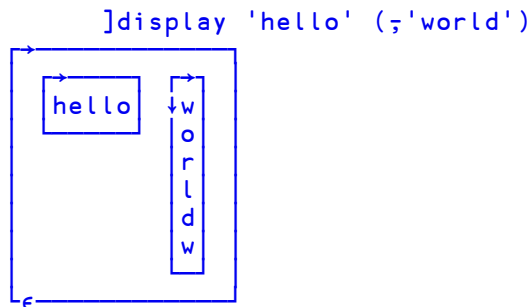 ]display 'hello' (⍪'world')
┌→──────────────┐
│ ┌→────┐ ┌→┐ │
│ │hello│ ↓w│ │
│ └─────┘ │o│ │
│ │r│ │
│ │l│ │
│ │d│ │
│ │w│ │
│ └─┘ │
└∊──────────────┘